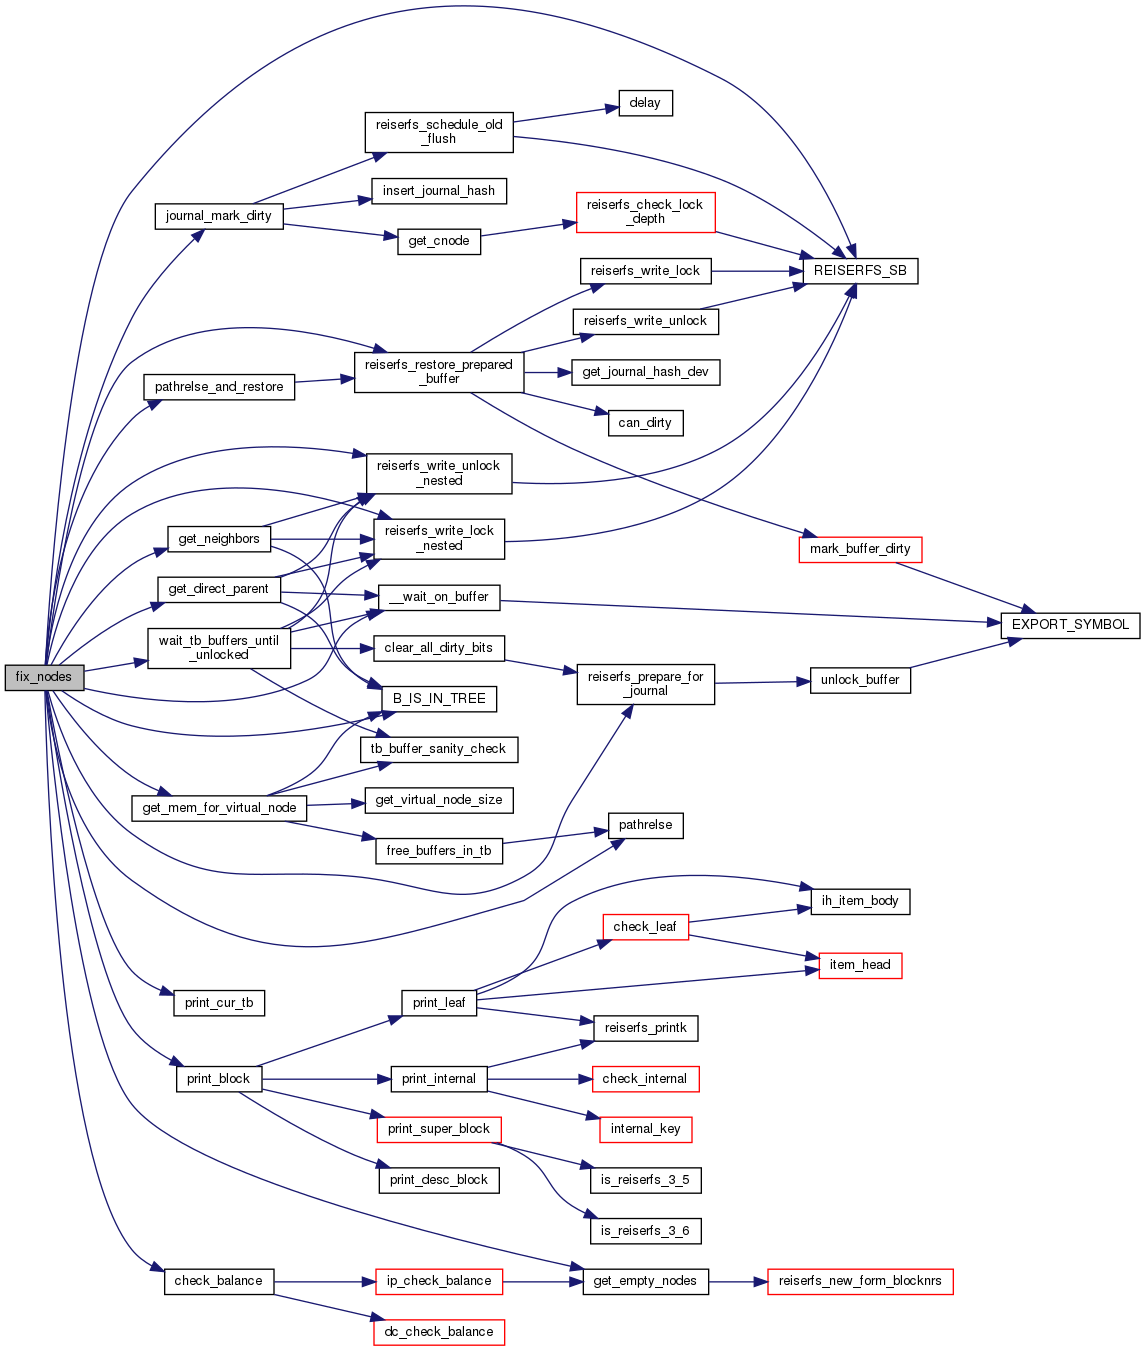 delay
reiserfs_schedule_old
_flush
insert_journal_hash
journal_mark_dirty
reiserfs_check_lock
_depth
get_cnode
REISERFS_SB
reiserfs_write_lock
reiserfs_write_unlock
reiserfs_restore_prepared
_buffer
get_journal_hash_dev
pathrelse_and_restore
can_dirty
reiserfs_write_unlock
_nested
get_neighbors
reiserfs_write_lock
_nested
mark_buffer_dirty
get_direct_parent
__wait_on_buffer
EXPORT_SYMBOL
wait_tb_buffers_until
_unlocked
clear_all_dirty_bits
fix_nodes
reiserfs_prepare_for
_journal
unlock_buffer
B_IS_IN_TREE
tb_buffer_sanity_check
get_mem_for_virtual_node
get_virtual_node_size
pathrelse
free_buffers_in_tb
ih_item_body
check_leaf
item_head
print_cur_tb
print_leaf
reiserfs_printk
print_block
print_internal
check_internal
print_super_block
internal_key
print_desc_block
is_reiserfs_3_5
is_reiserfs_3_6
check_balance
ip_check_balance
get_empty_nodes
reiserfs_new_form_blocknrs
dc_check_balance